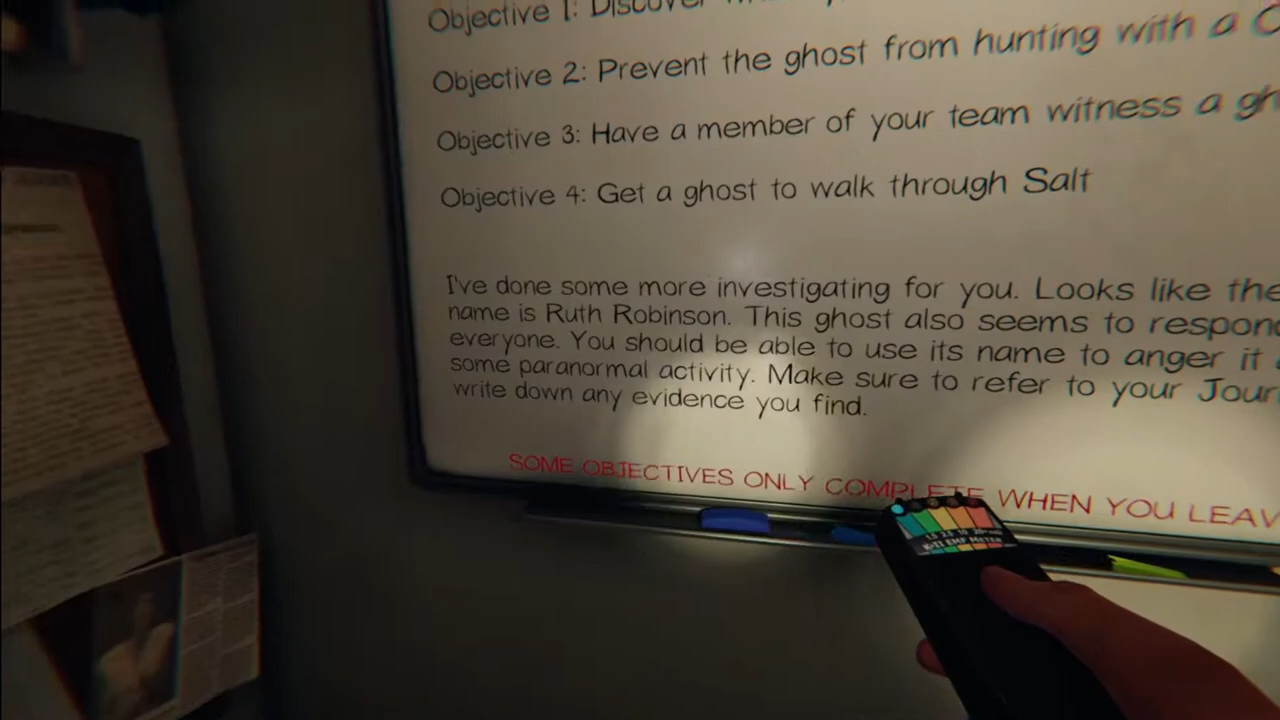 Objective 1: Discover
Objective 2: Prevent the ghost from hunting with a
Objective 3: Have a member of your team witness a
Objective 4: Get a ghost to walk through Salt
I've done some more investigating for you. Looks like the
name is Ruth Robinson. This ghost also seems to
everyone. You should be able to use its name to anger it
some paranormal activity. Make sure to refer to your
write down any evidence you find.
SOME OBJECTIVES ONLY COMPLETE WHEN YOU
K-II EMF METER